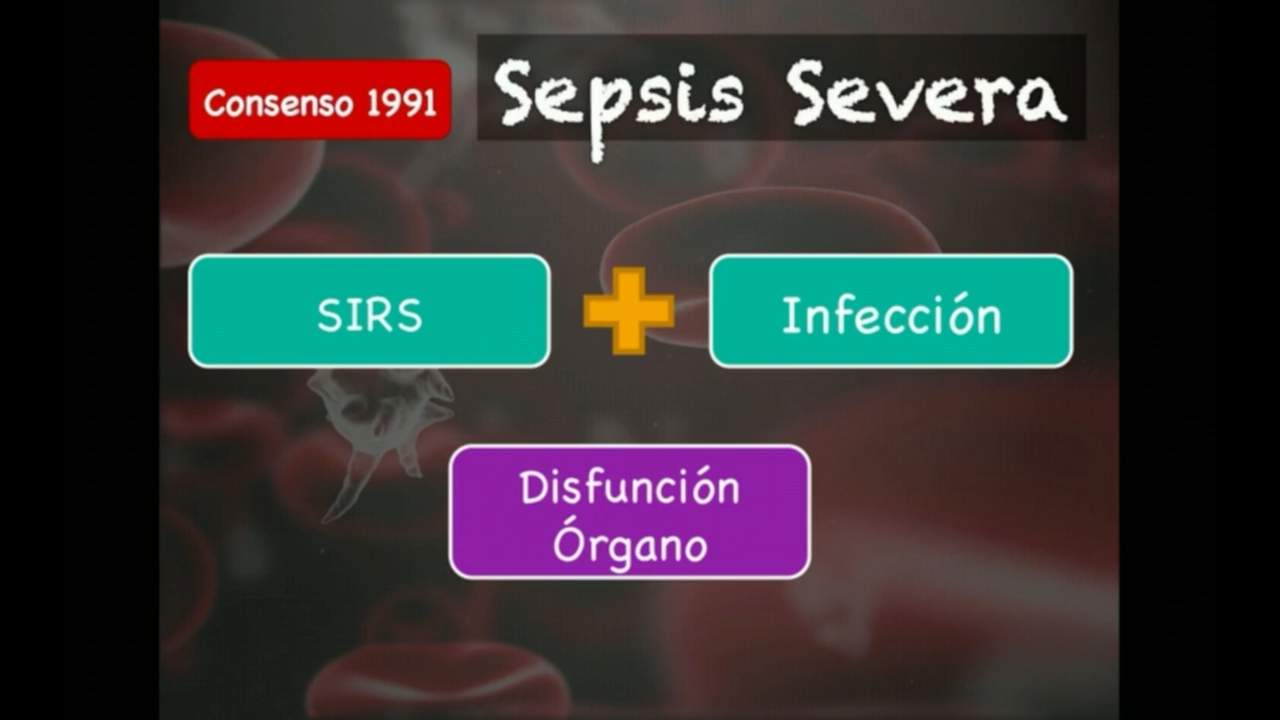 Consenso 1991
Sepsis Severa
SIRS
Infección
Disfunción
Órgano